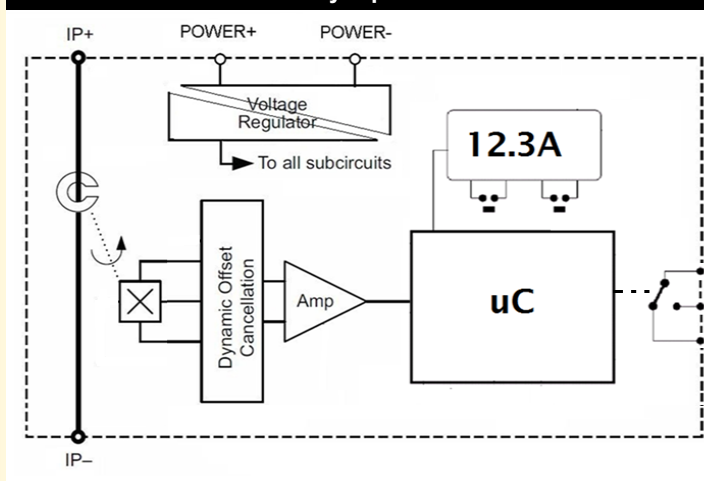 IP+
POWER+
POWER-
Voltage
Regulator
To all subcircuits
12.3A
Dynamic Offset
Cancellation
Amp
uC
IP–